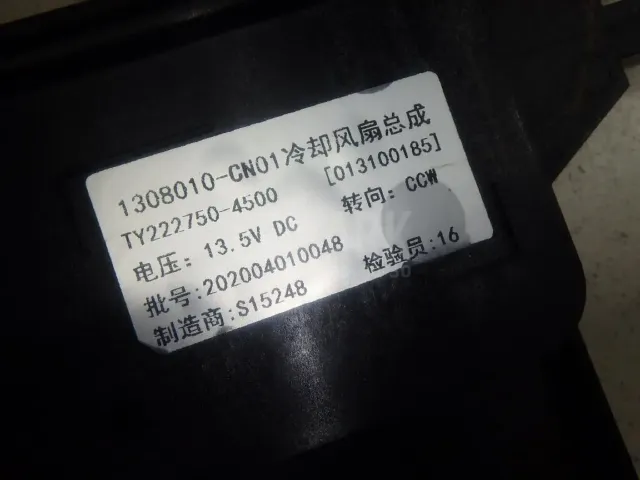 1308010-CN01冷却风扇总成
TY222750-4500 [013100185]
电压: 13.5V DC 转向: CCW
批号:202004010048
制造商:S15248 检验员:16